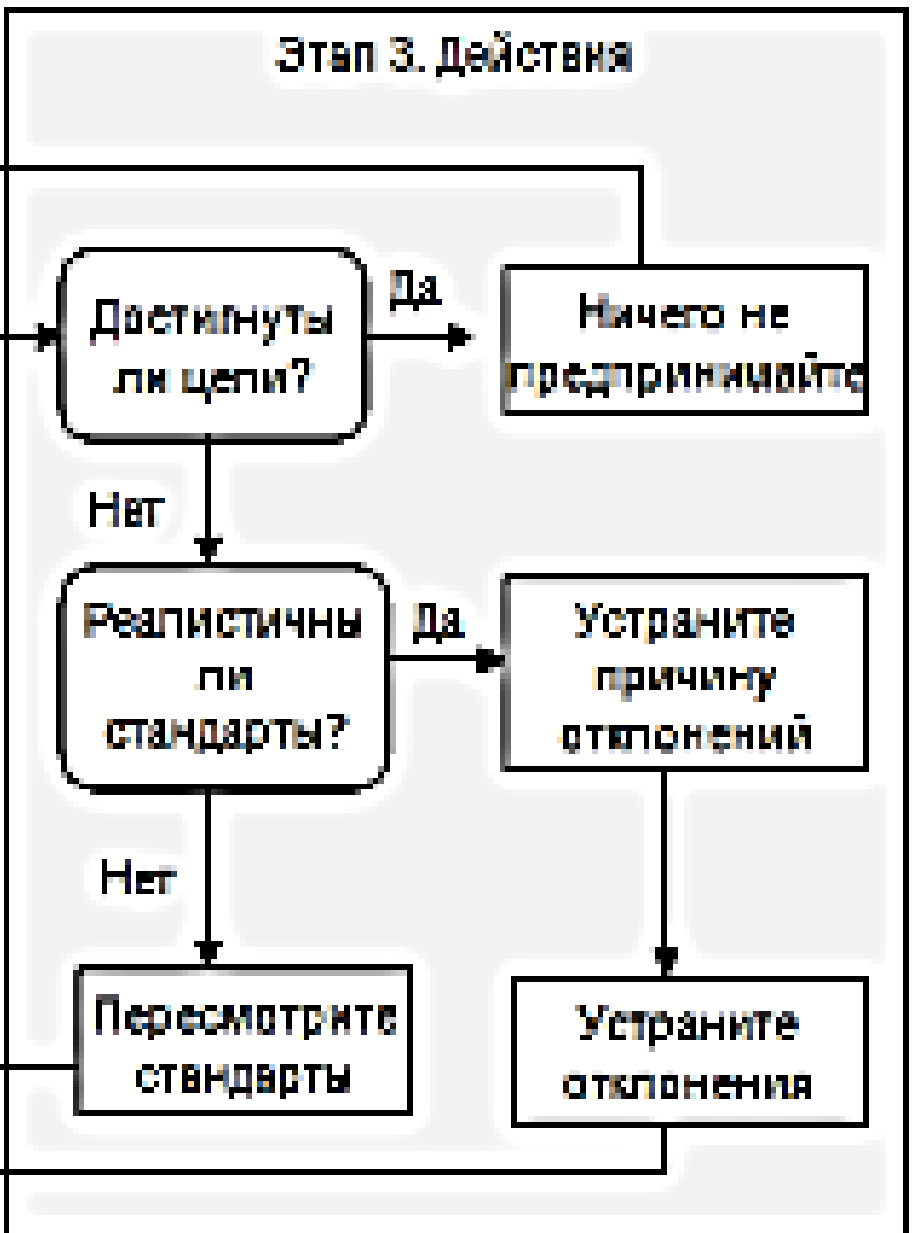 Этап 3. Действия
Достигнуты
ли цели?
Да
Ничего не
предпринимайте
Нет
Реалистичны
ли
стандарты?
Да
Устраните
причину
отклонений
Нет
Пересмотрите
стандарты
Устраните
отклонения